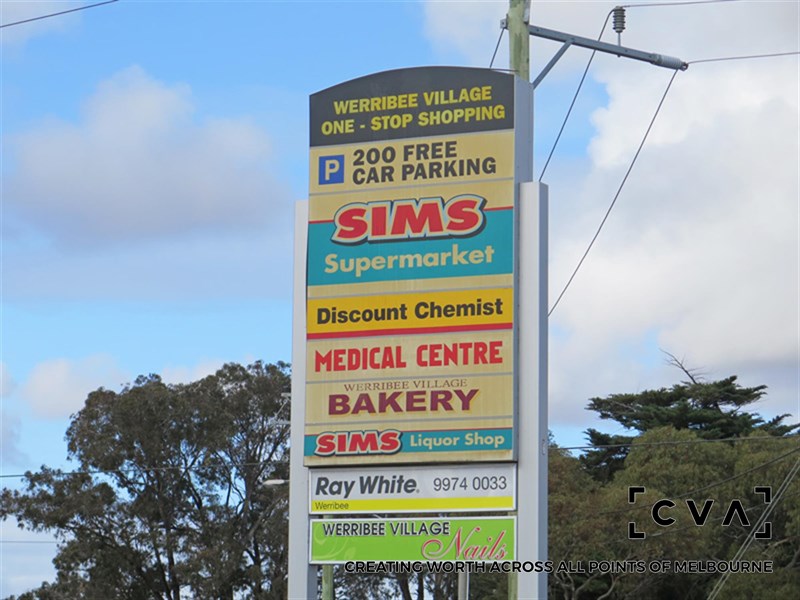 WERRIBEE VILLAGE
ONE - STOP SHOPPING
P 200 FREE
CAR PARKING
SIMS
Supermarket
Discount Chemist
MEDICAL CENTRE
WERRIBEE VILLAGE
BAKERY
SIMS Liquor Shop
Ray White. 9974 0033
Werribee
WERRIBEE VILLAGE
Nails
CVA
CREATING WORTH ACROSS ALL POINTS OF MELBOURNE